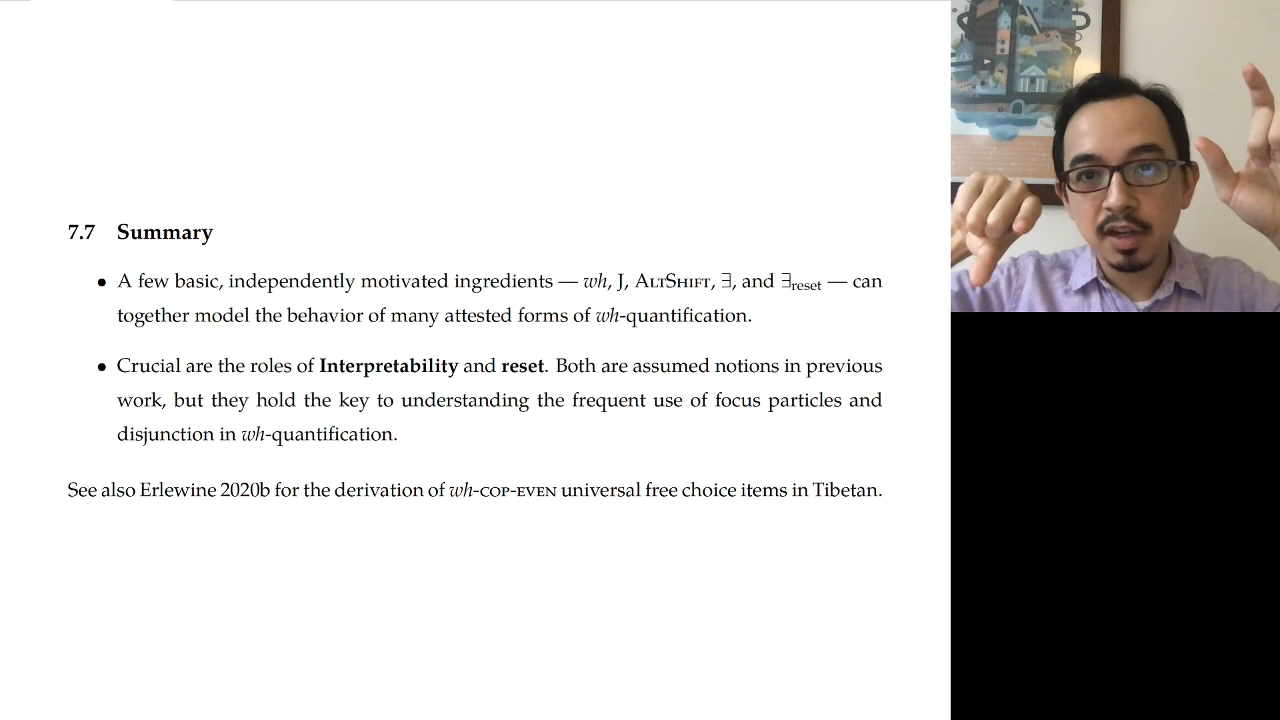 7.7 Summary
• A few basic, independently motivated ingredients — wh, J, ALTSHIFT, ∃, and ∃reset — can
together model the behavior of many attested forms of wh-quantification.
• Crucial are the roles of Interpretability and reset. Both are assumed notions in previous
work, but they hold the key to understanding the frequent use of focus particles and
disjunction in wh-quantification.
See also Erlewine 2020b for the derivation of wh-COP-EVEN universal free choice items in Tibetan.